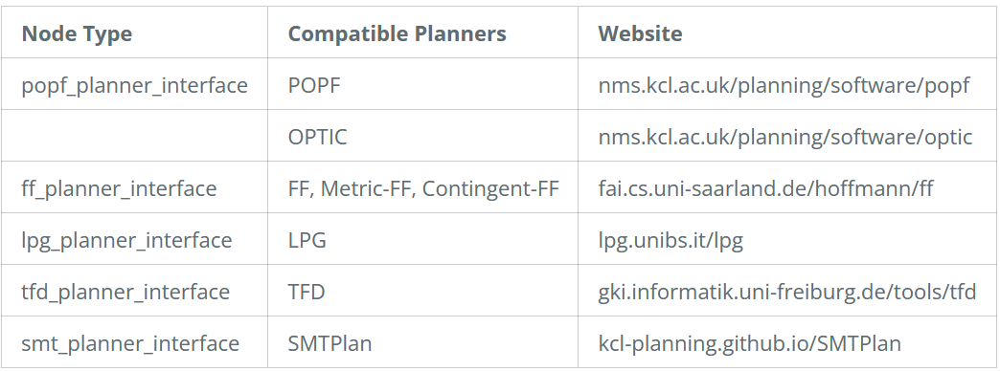 Node Type Compatible Planners Website
popf_planner_interface POPF nms.kcl.ac.uk/planning/software/popf
OPTIC nms.kcl.ac.uk/planning/software/optic
ff_planner_interface FF, Metric-FF, Contingent-FF fai.cs.uni-saarland.de/hoffmann/ff
lpg_planner_interface LPG lpg.unibs.it/lpg
tfd_planner_interface TFD gki.informatik.uni-freiburg.de/tools/tfd
smt_planner_interface SMTPlan kcl-planning.github.io/SMTPlan